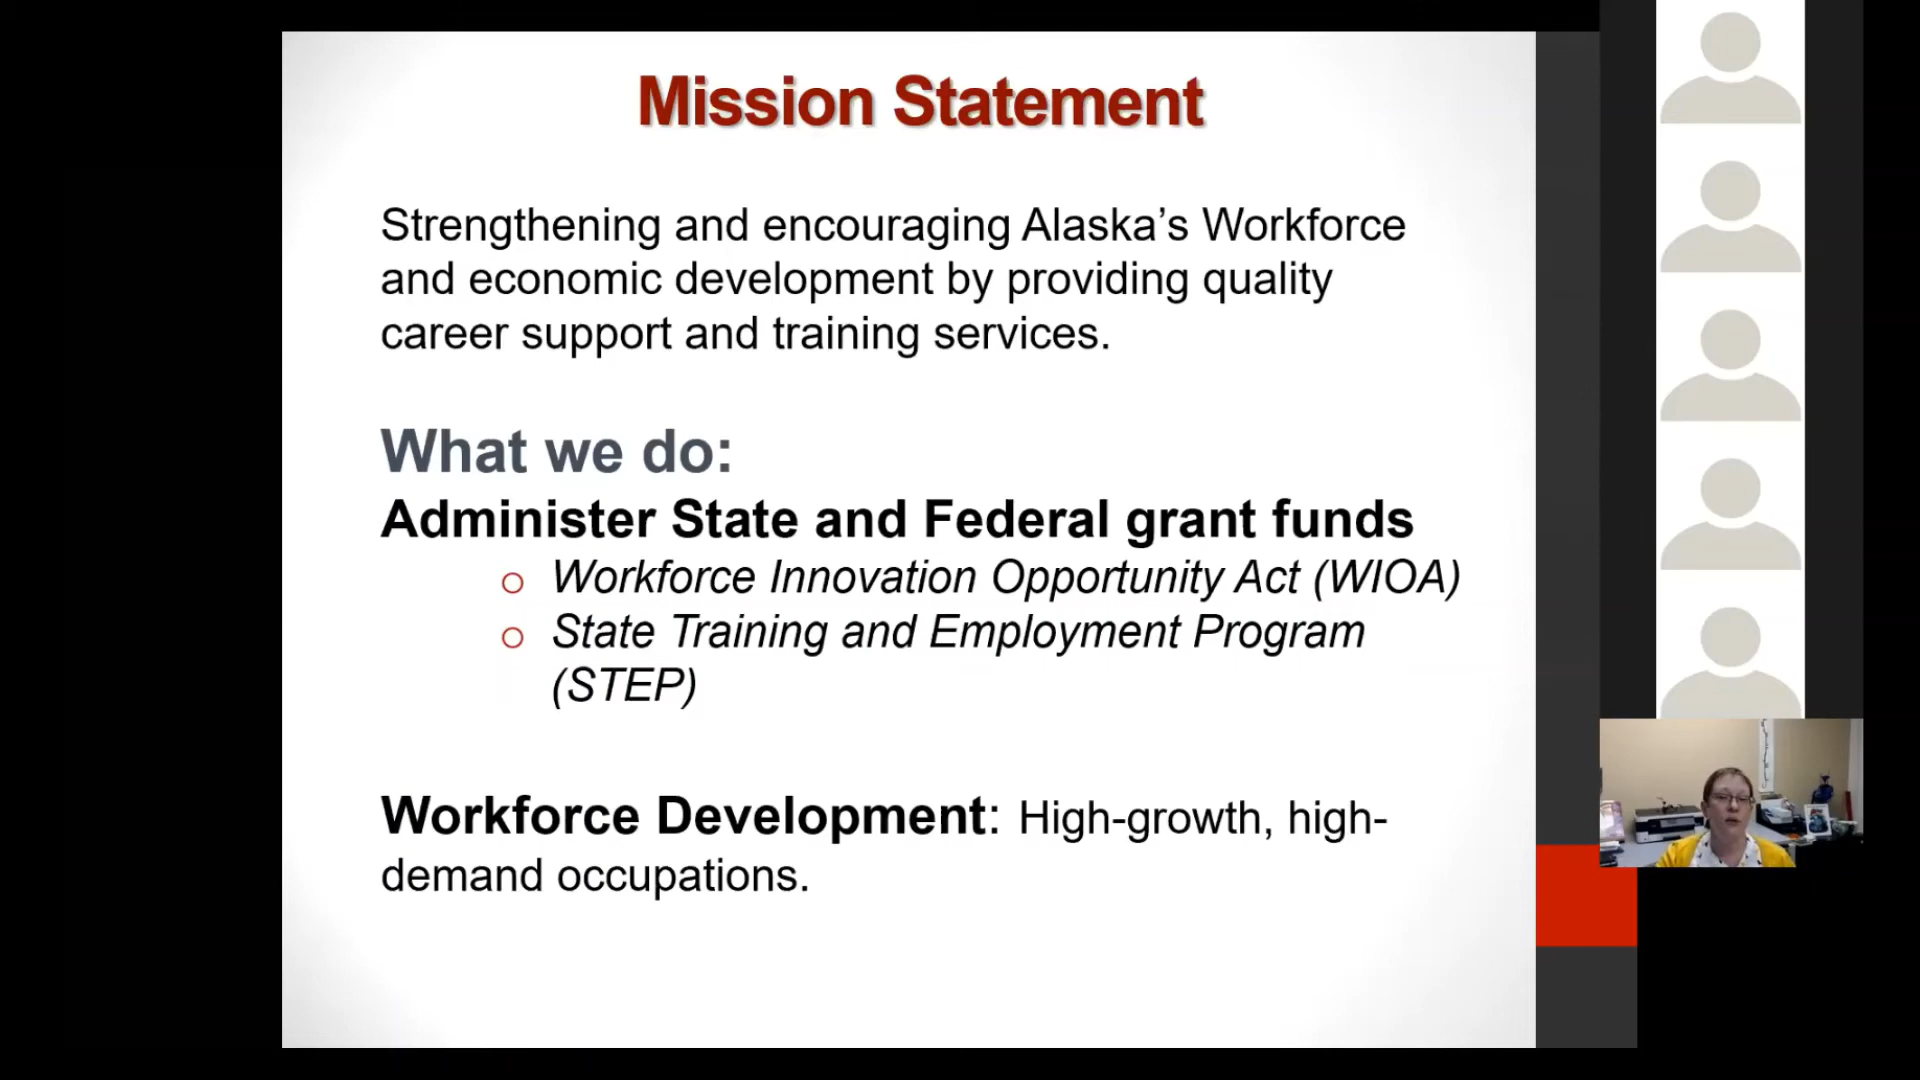 Mission Statement
Strengthening and encouraging Alaska’s Workforce
and economic development by providing quality
career support and training services.
What we do:
Administer State and Federal grant funds
o Workforce Innovation Opportunity Act (WIOA)
o State Training and Employment Program
(STEP)
Workforce Development: High-growth, high-
demand occupations.